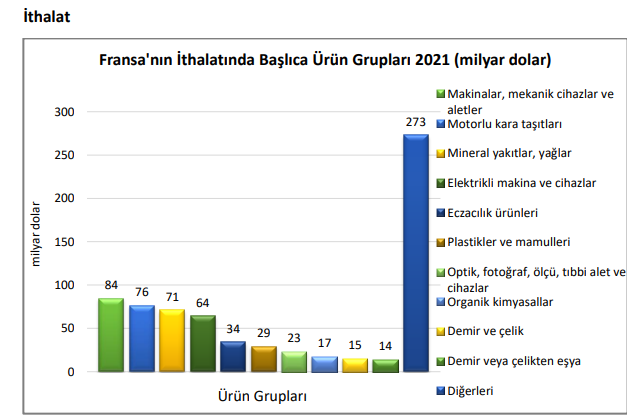 İthalat
Fransa'nın İthalatında Başlıca Ürün Grupları 2021 (milyar dolar)
milyar dolar
300
250
200
150
100
50
0
84
76
71
64
34
29
23
17
15
14
273
Ürün Grupları
Makinalar, mekanik cihazlar ve
aletler
Motorlu kara taşıtları
Mineral yakıtlar, yağlar
Elektrikli makina ve cihazlar
Eczacılık ürünleri
Plastikler ve mamulleri
Optik, fotoğraf, ölçü, tıbbi alet ve
cihazlar
Organik kimyasallar
Demir ve çelik
Demir veya çelikten eşya
Diğerleri